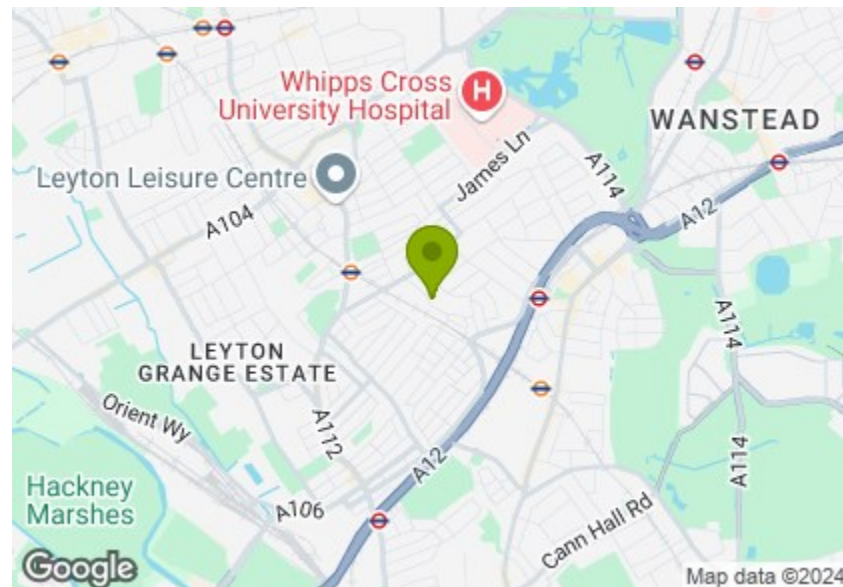 Whipps Cross
University Hospital
H
WANSTEAD
James Ln
A114
Leyton Leisure Centre
A12
A104
LEYTON
GRANGE ESTATE
A114
Orient Wy
A112
A12
A114
Hackney
Marshes
A106
Cann Hall Rd
Google
Map data ©2024